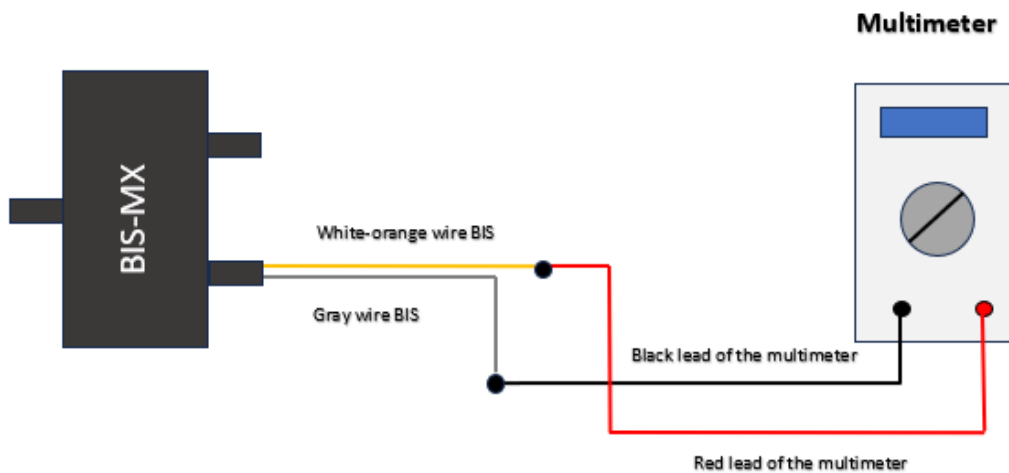 Multimeter
BIS-MX
White-orange wire BIS
Gray wire BIS
Black lead of the multimeter
Red lead of the multimeter